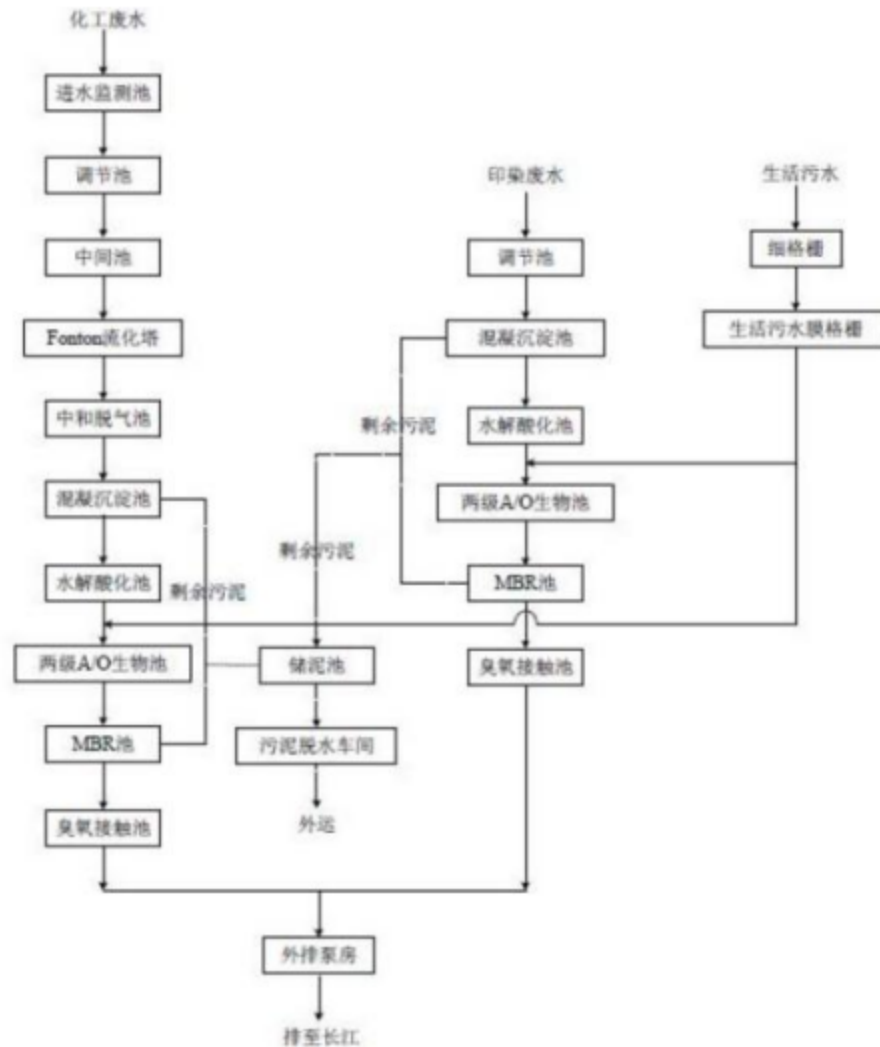 化工废水
进水监测池
调节池
中间池
Fonton流化塔
中和脱气池
混凝沉淀池
水解酸化池
剩余污泥
两级A/O生物池
MBR池
臭氧接触池
印染废水
调节池
混凝沉淀池
剩余污泥
水解酸化池
两级A/O生物池
剩余污泥
MBR池
臭氧接触池
生活污水
细格栅
生活污水膜格栅
储泥池
污泥脱水车间
外运
外排泵房
排至长江